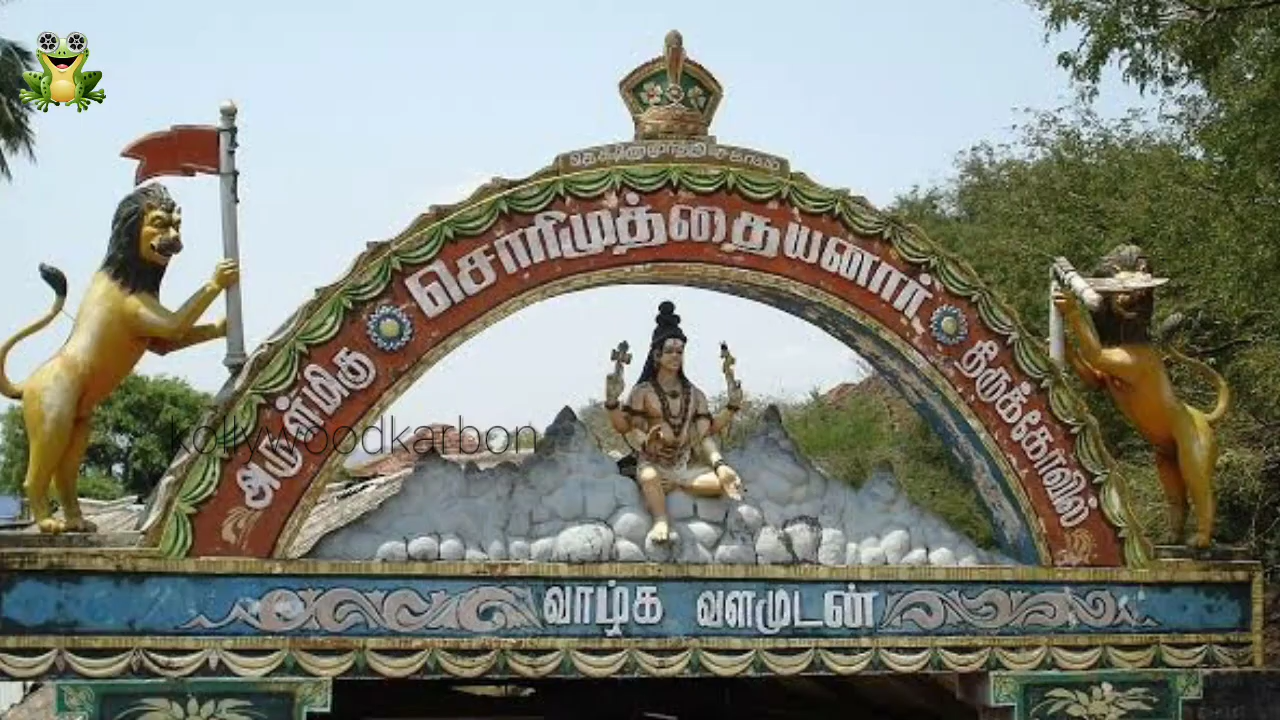 அருள்மிகு சொரிமுத்தையனார் திருக்கோவில்
kollywoodkarbon
வாழ்க வளமுடன்